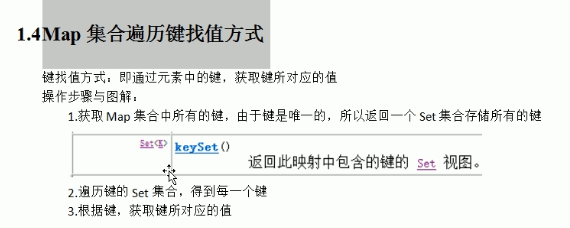 1.4Map 集合遍历键找值方式
键找值方式：即通过元素中的键，获取键所对应的值
操作步骤与图解：
1.获取 Map 集合中所有的键，由于键是唯一的，所以返回一个 Set 集合存储所有的键
Set<K> keySet()
返回此映射中包含的键的 Set 视图。
2.遍历键的 Set 集合，得到每一个键
3.根据键，获取键所对应的值